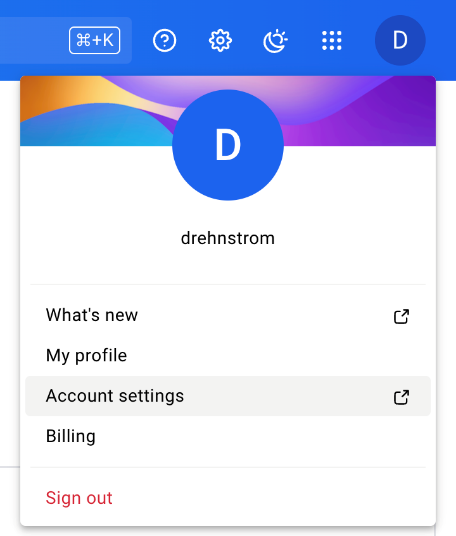 ⌘+K
D
D
drehnstrom
What's new
My profile
Account settings
Billing
Sign out